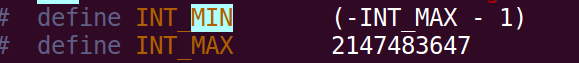 #  define INT_MIN       (-INT_MAX - 1)
#  define INT_MAX       2147483647